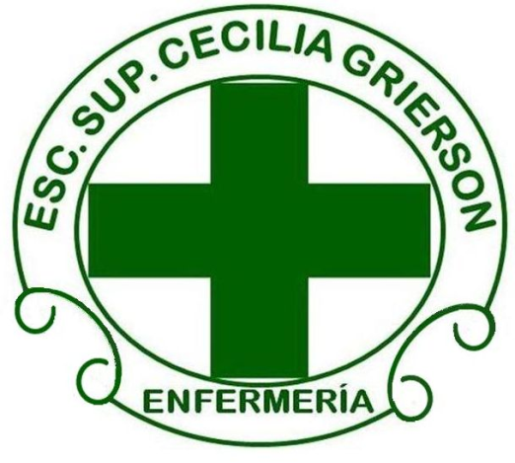 ESC. SUP. CECILIA GRIERSON
ENFERMERÍA